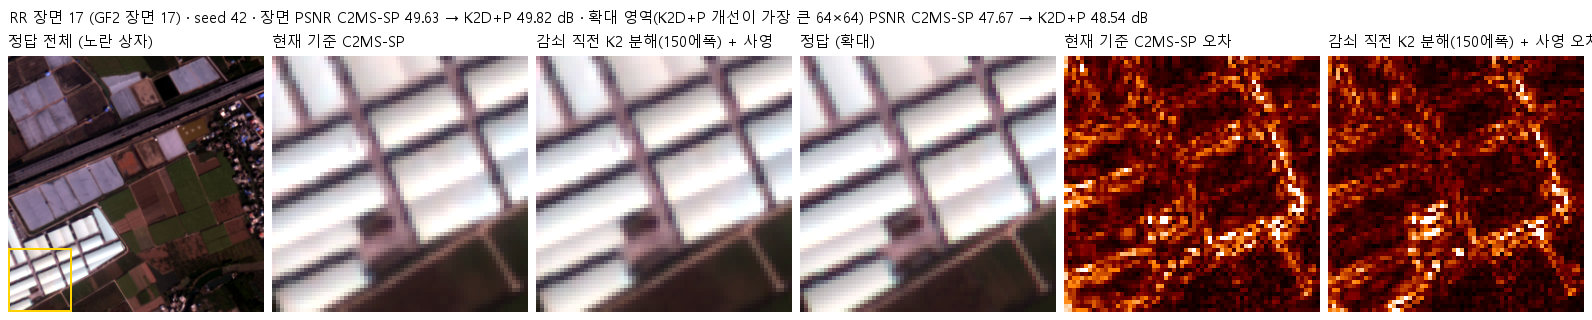 RR 장면 17 (GF2 장면 17) · seed 42 · 장면 PSNR C2MS-SP 49.63 → K2D+P 49.82 dB · 확대 영역(K2D+P 개선이 가장 큰 64×64) PSNR C2MS-SP 47.67 → K2D+P 48.54 dB
정답 전체 (노란 상자)
현재 기준 C2MS-SP
감쇠 직전 K2 분해(150에폭) + 사영
정답 (확대)
현재 기준 C2MS-SP 오차
감쇠 직전 K2 분해(150에폭) + 사영 오차